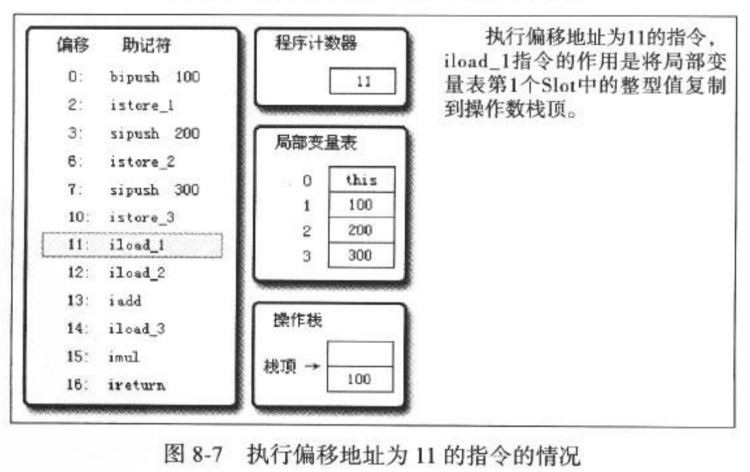 偏移 助记符
0: bipush 100
2: istore_1
3: sipush 200
6: istore_2
7: sipush 300
10: istore_3
11: iload_1
12: iload_2
13: iadd
14: iload_3
15: imul
16: ireturn
程序计数器
11
局部变量表
0 this
1 100
2 200
3 300
操作栈
栈顶 →
100
执行偏移地址为11的指令,
iload_1指令的作用是将局部变
量表第1个Slot中的整型值复制
到操作数栈顶。
图 8-7 执行偏移地址为 11 的指令的情况